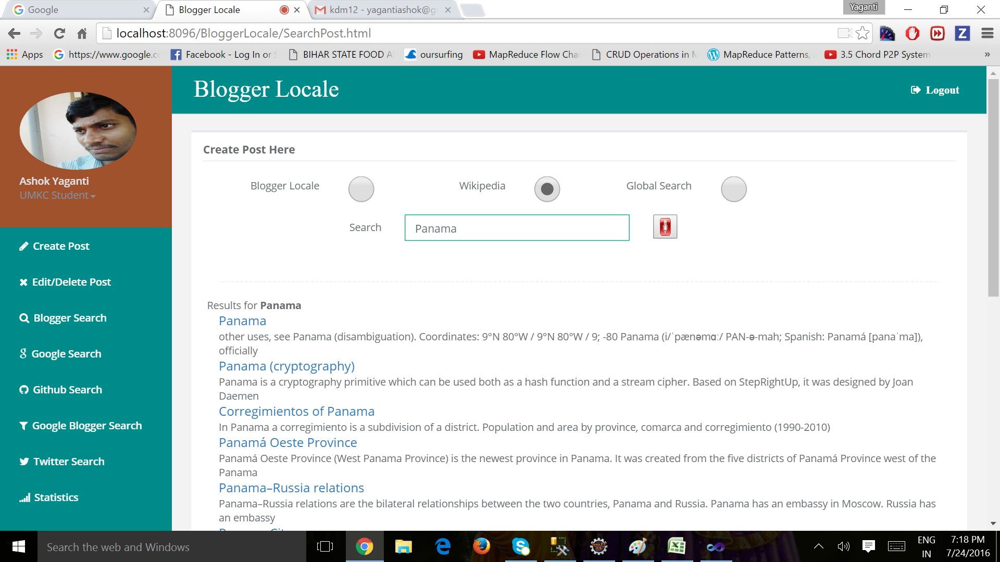 Google
Blogger Locale
kdm12 - yagantiashok@g
Yaganti
localhost:8096/BloggerLocale/SearchPost.html
Apps
https://www.google.c
Facebook - Log In or
BIHAR STATE FOOD A
oursurfing
MapReduce Flow Cha
CRUD Operations in
MapReduce Patterns,
3.5 Chord P2P System
»
Blogger Locale
Logout
Ashok Yaganti
UMKC Student
Create Post
Edit/Delete Post
Blogger Search
Google Search
Github Search
Google Blogger Search
Twitter Search
Statistics
Create Post Here
Blogger Locale
Wikipedia
Global Search
Search
Panama
Results for Panama
Panama
other uses, see Panama (disambiguation). Coordinates: 9°N 80°W / 9°N 80°W / 9; -80 Panama (i/ˈpænəmɑː/ PAN-ə-mah; Spanish: Panamá [panaˈma]),
officially
Panama (cryptography)
Panama is a cryptography primitive which can be used both as a hash function and a stream cipher. Based on StepRightUp, it was designed by Joan
Daemen
Corregimientos of Panama
In Panama a corregimiento is a subdivision of a district. Population and area by province, comarca and corregimiento (1990-2010)
Panamá Oeste Province
Panamá Oeste Province (West Panama Province) is the newest province in Panama. It was created from the five districts of Panamá Province west of the
Panama
Panama–Russia relations
Panama–Russia relations are the bilateral relationships between the two countries, Panama and Russia. Panama has an embassy in Moscow. Russia has
an embassy
Search the web and Windows
ENG
IN
7:18 PM
7/24/2016